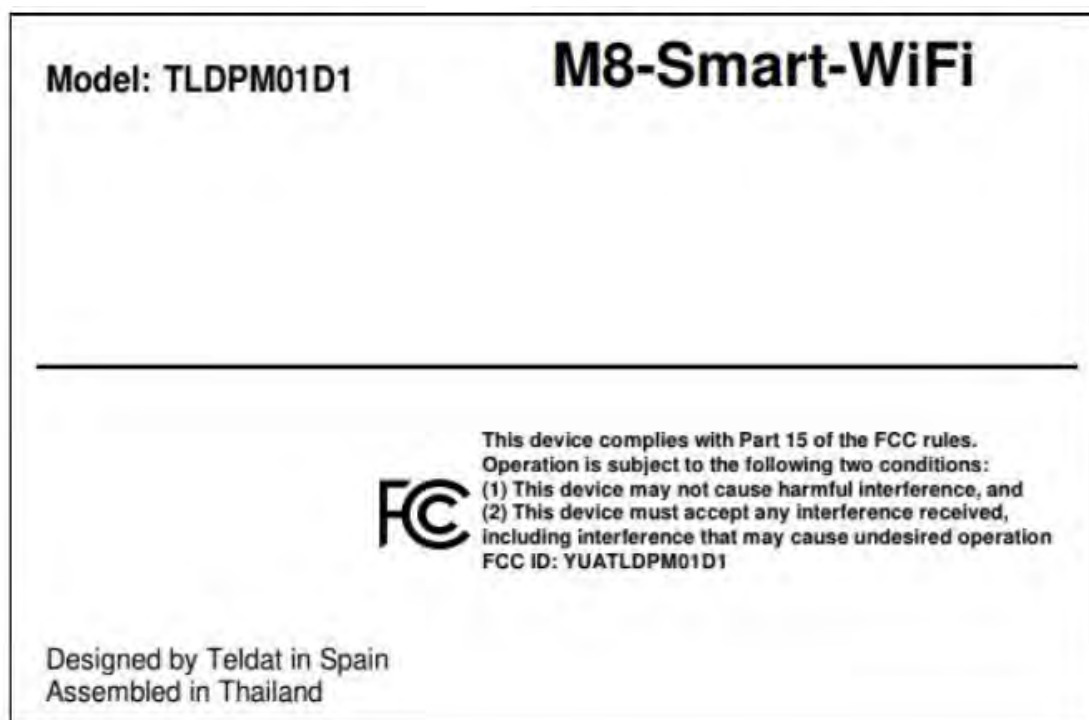 Model: TLDPM01D1
M8-Smart-WiFi
This device complies with Part 15 of the FCC rules.
Operation is subject to the following two conditions:
(1) This device may not cause harmful interference, and
(2) This device must accept any interference received,
including interference that may cause undesired operation
FCC ID: YUATLDPM01D1
FC
Designed by Teldat in Spain
Assembled in Thailand